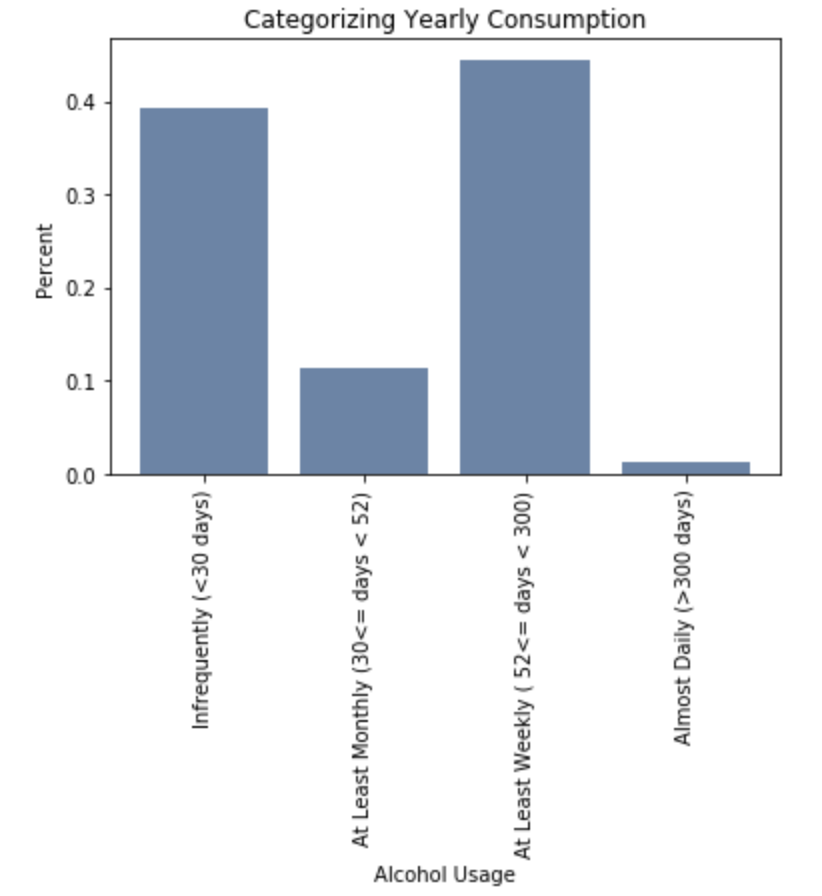 Categorizing Yearly Consumption
0.4
0.3
0.2
0.1
0.0
Percent
Infrequently (<30 days)
At Least Monthly (30<= days < 52)
At Least Weekly ( 52<= days < 300)
Almost Daily (>300 days)
Alcohol Usage